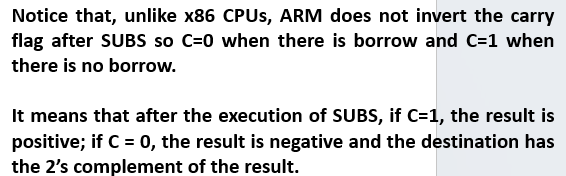 Notice that, unlike x86 CPUs, ARM does not invert the carry
flag after SUBS so C=0 when there is borrow and C=1 when
there is no borrow.
It means that after the execution of SUBS, if C=1, the result is
positive; if C = 0, the result is negative and the destination has
the 2’s complement of the result.